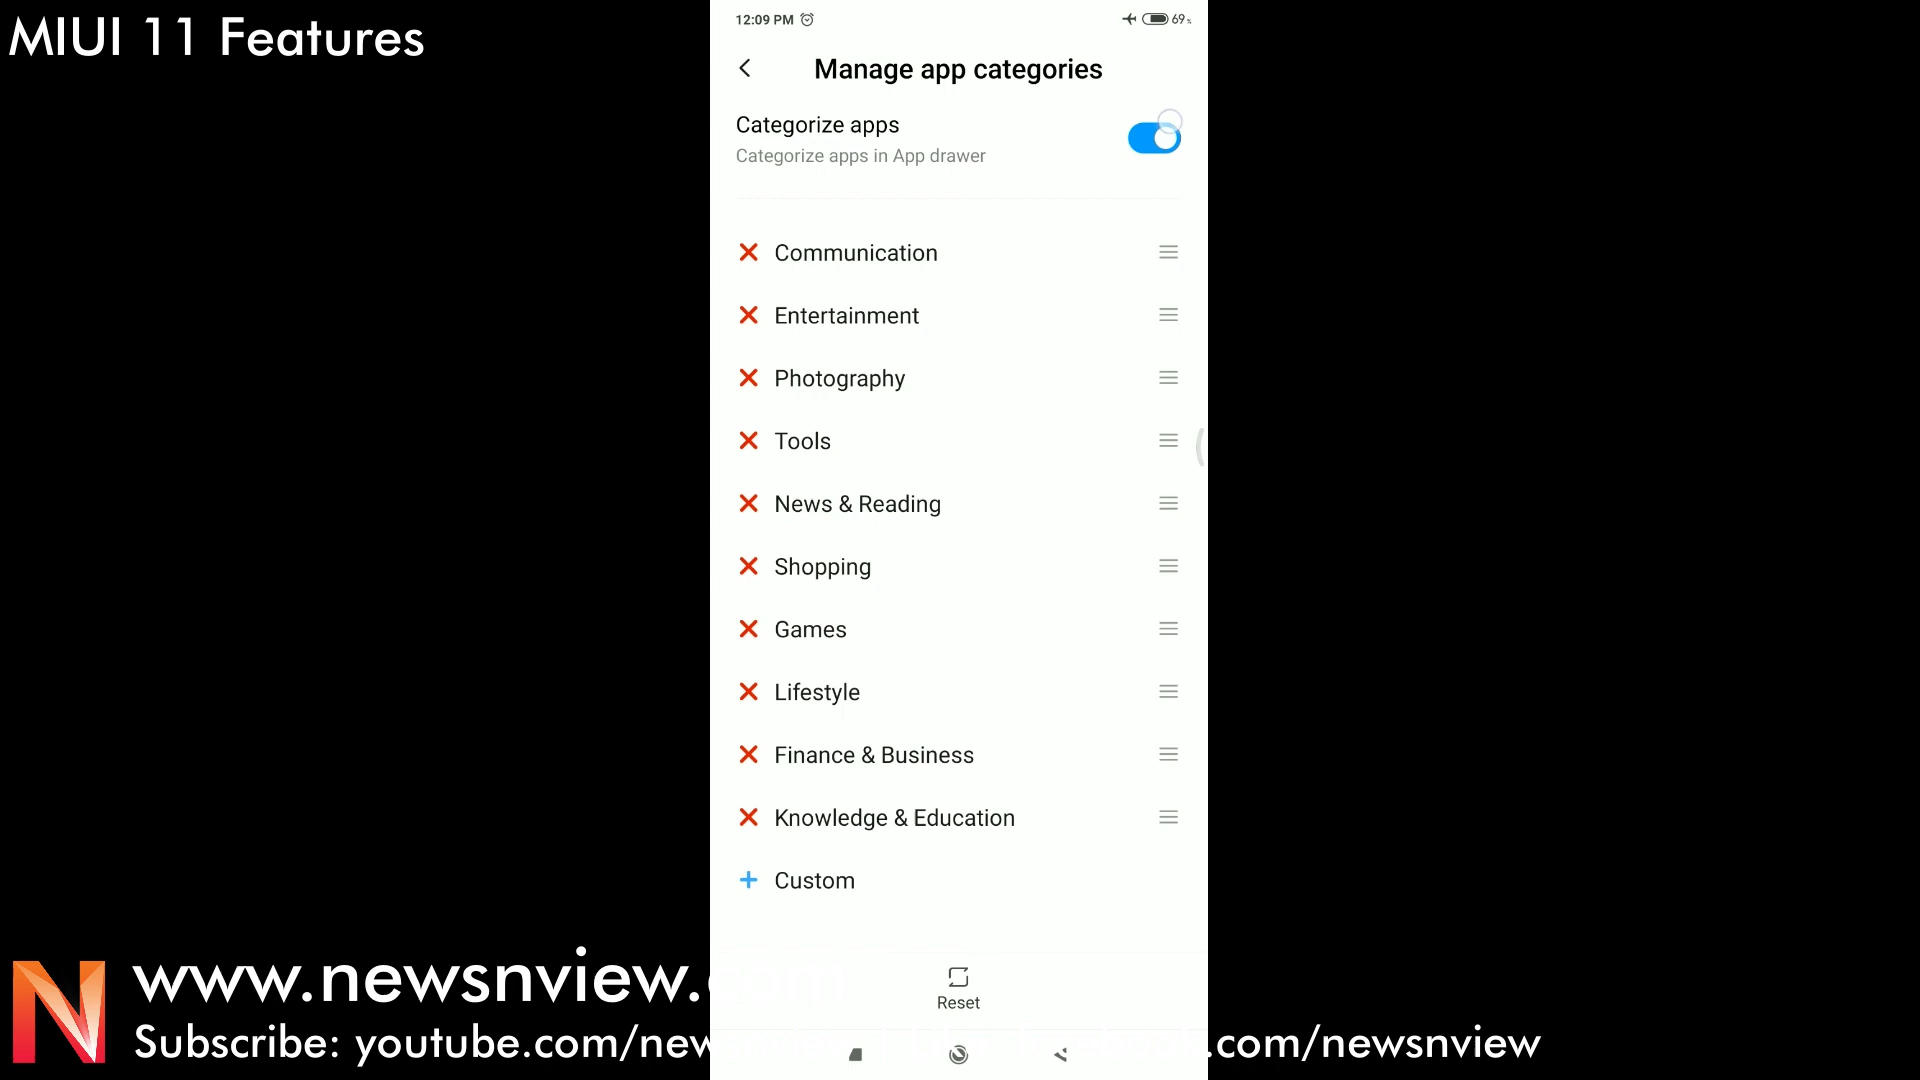 MIUI 11 Features
12:09 PM
69%
Manage app categories
Categorize apps
Categorize apps in App drawer
Communication
Entertainment
Photography
Tools
News & Reading
Shopping
Games
Lifestyle
Finance & Business
Knowledge & Education
Custom
Reset
www.newsnview.com
Subscribe: youtube.com/new .com/newsnview